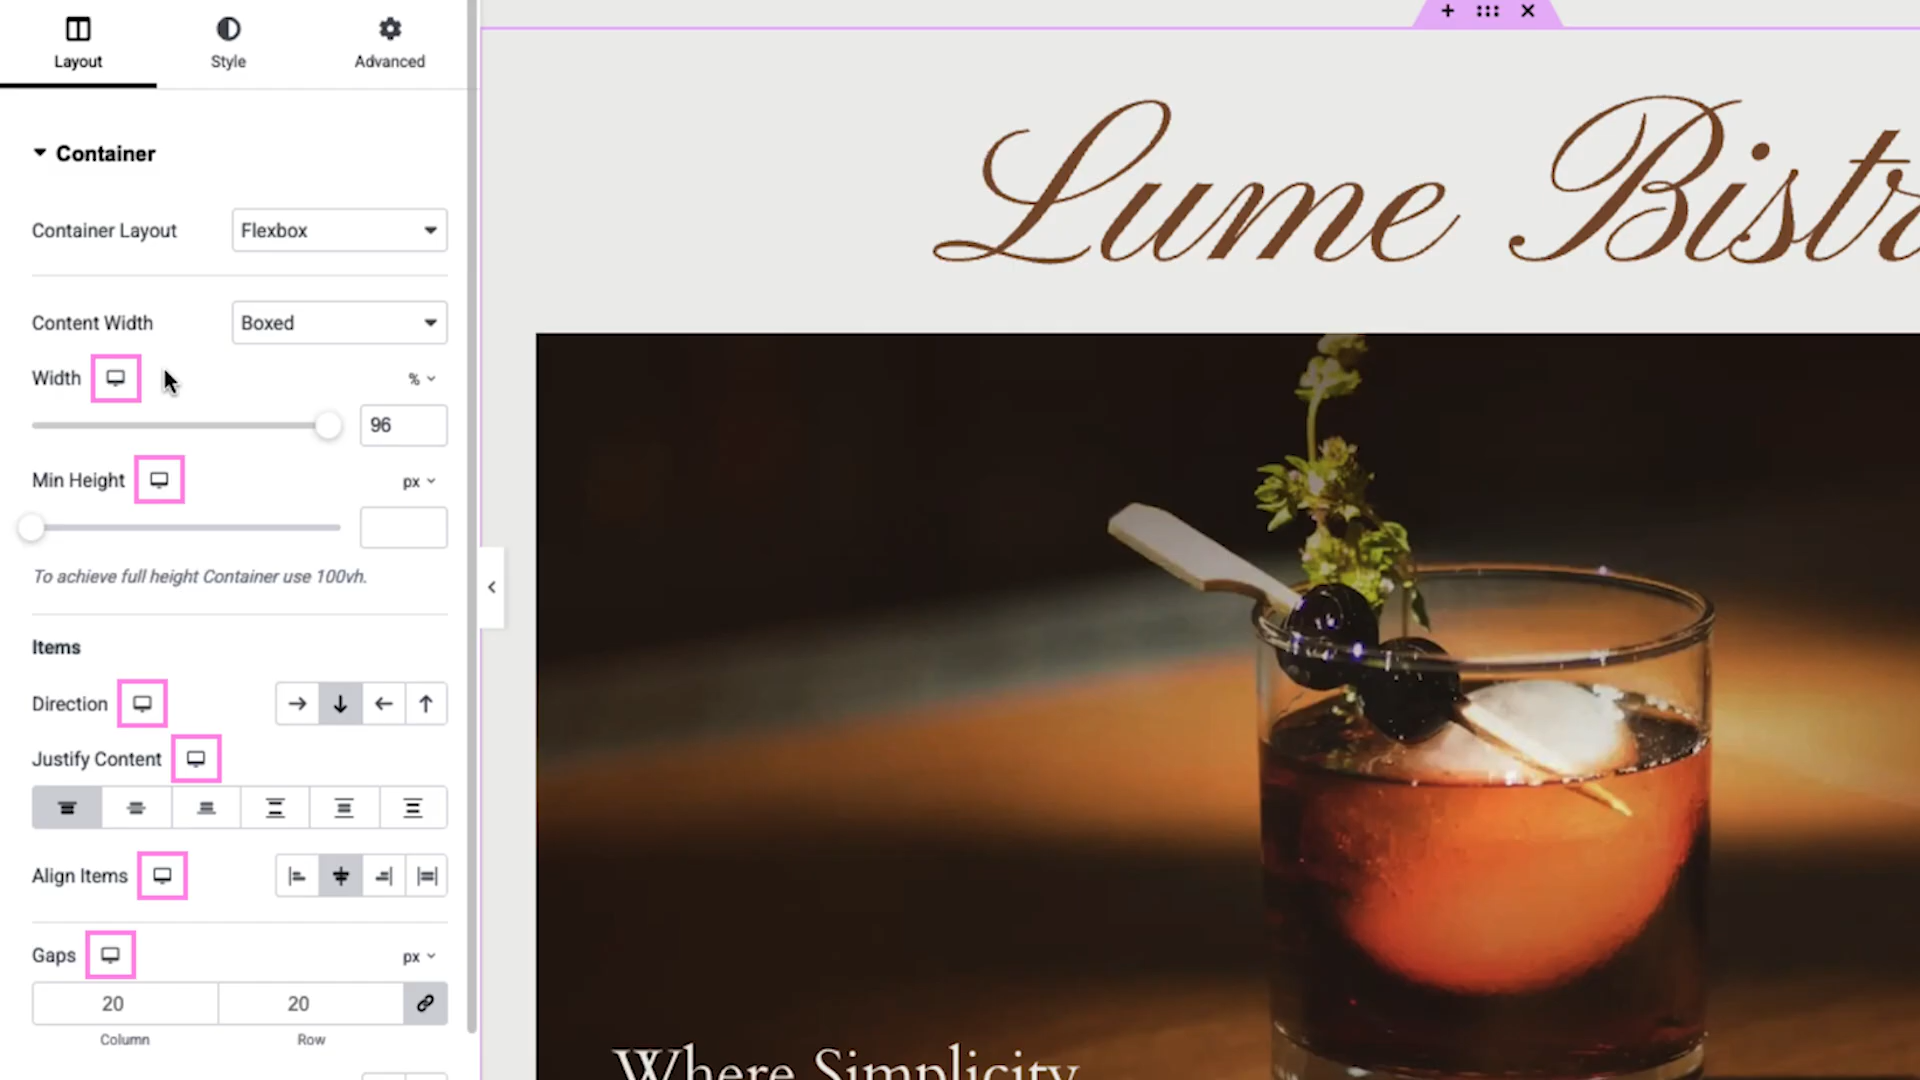 Layout
Style
Advanced
Container
Container Layout
Flexbox
Content Width
Boxed
Width
%
96
Min Height
px
To achieve full height Container use 100vh.
Items
Direction
Justify Content
Align Items
Gaps
px
20
20
Column
Row
Lume Bistr
Where Simplicity